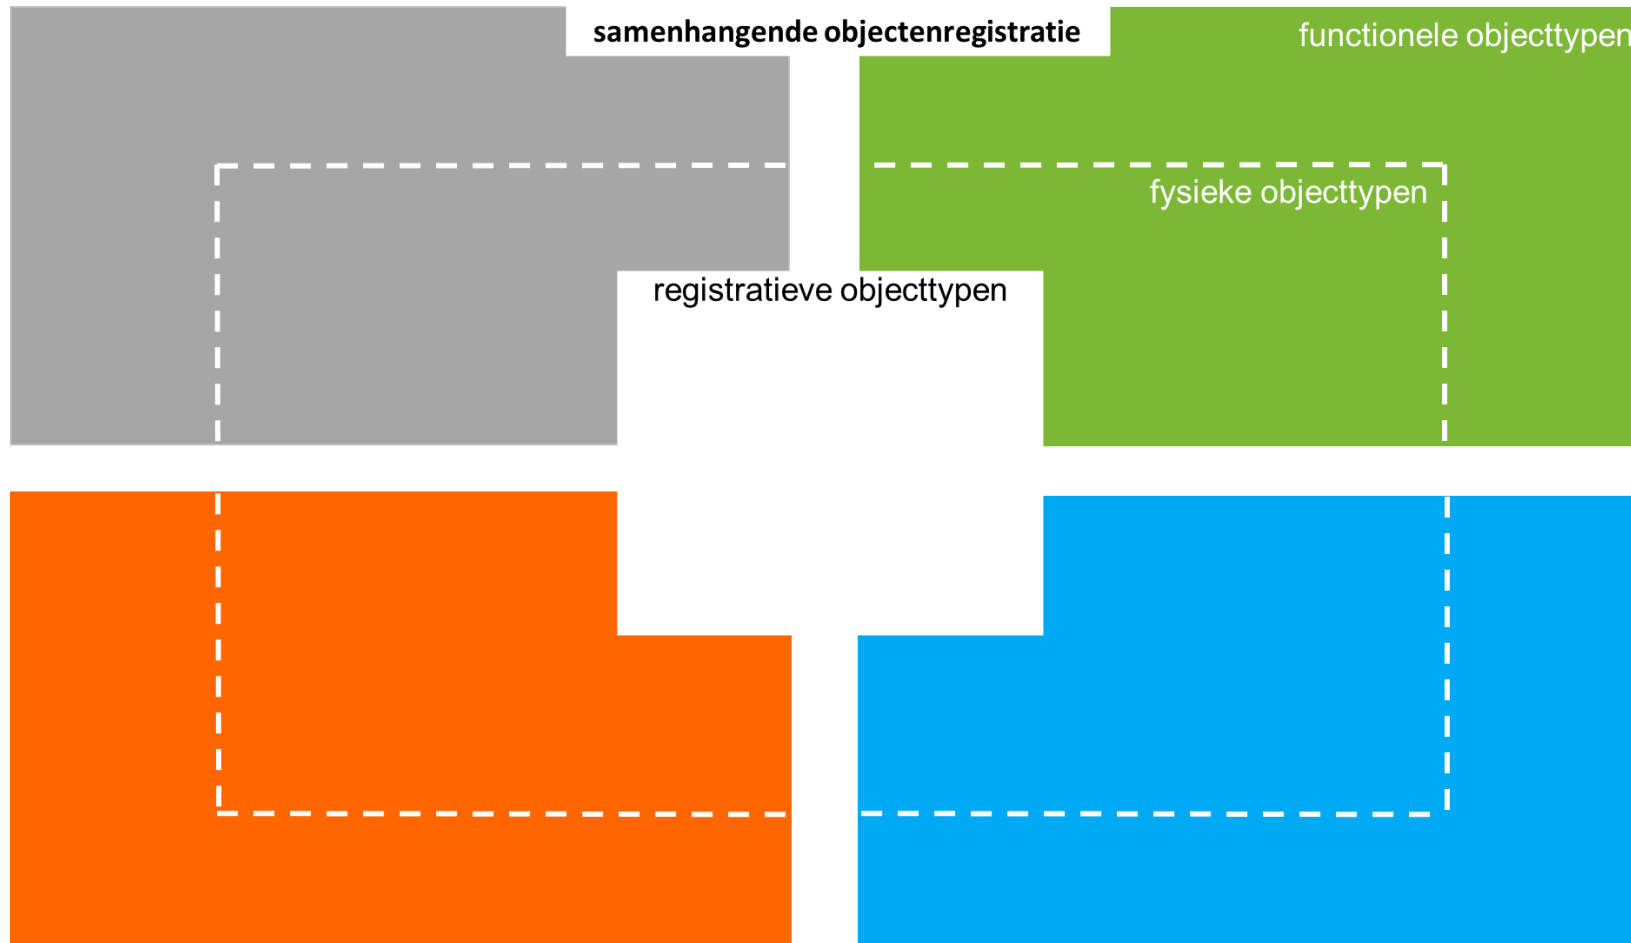 samenhangende objectenregistratie
functionele objecttypen
fysieke objecttypen
registratieve objecttypen